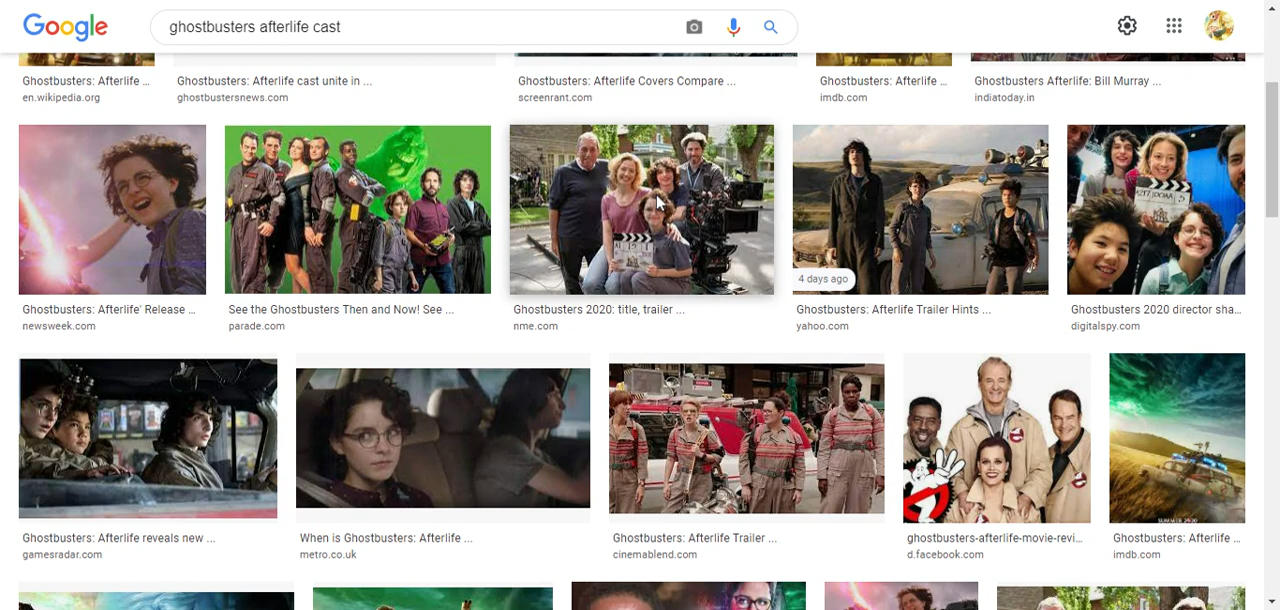 Google
ghostbusters afterlife cast
Ghostbusters: Afterlife ...
en.wikipedia.org
Ghostbusters: Afterlife cast unite in ...
ghostbustersnews.com
Ghostbusters: Afterlife Covers Compare ...
screenrant.com
Ghostbusters: Afterlife ...
imdb.com
Ghostbusters Afterlife: Bill Murray ...
indiatoday.in
4 days ago
Ghostbusters: Afterlife' Release ...
newsweek.com
See the Ghostbusters Then and Now! See ...
parade.com
Ghostbusters 2020: title, trailer ...
nme.com
Ghostbusters: Afterlife Trailer Hints ...
yahoo.com
Ghostbusters 2020 director sha...
digitalspy.com
SUMMER 2020
Ghostbusters: Afterlife reveals new ...
gamesradar.com
When is Ghostbusters: Afterlife ...
metro.co.uk
Ghostbusters: Afterlife Trailer ...
cinemablend.com
ghostbusters-afterlife-movie-revi...
d.facebook.com
Ghostbusters: Afterlife ...
imdb.com